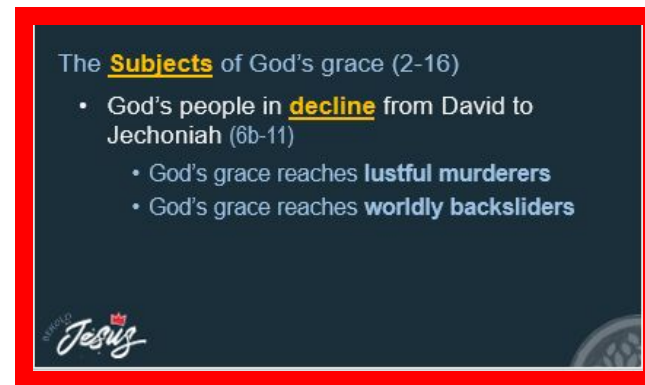 The Subjects of God's grace (2-16)
• God's people in decline from David to
Jechoniah (6b-11)
• God's grace reaches lustful murderers
• God's grace reaches worldly backsliders
BEHOLD
Jesus